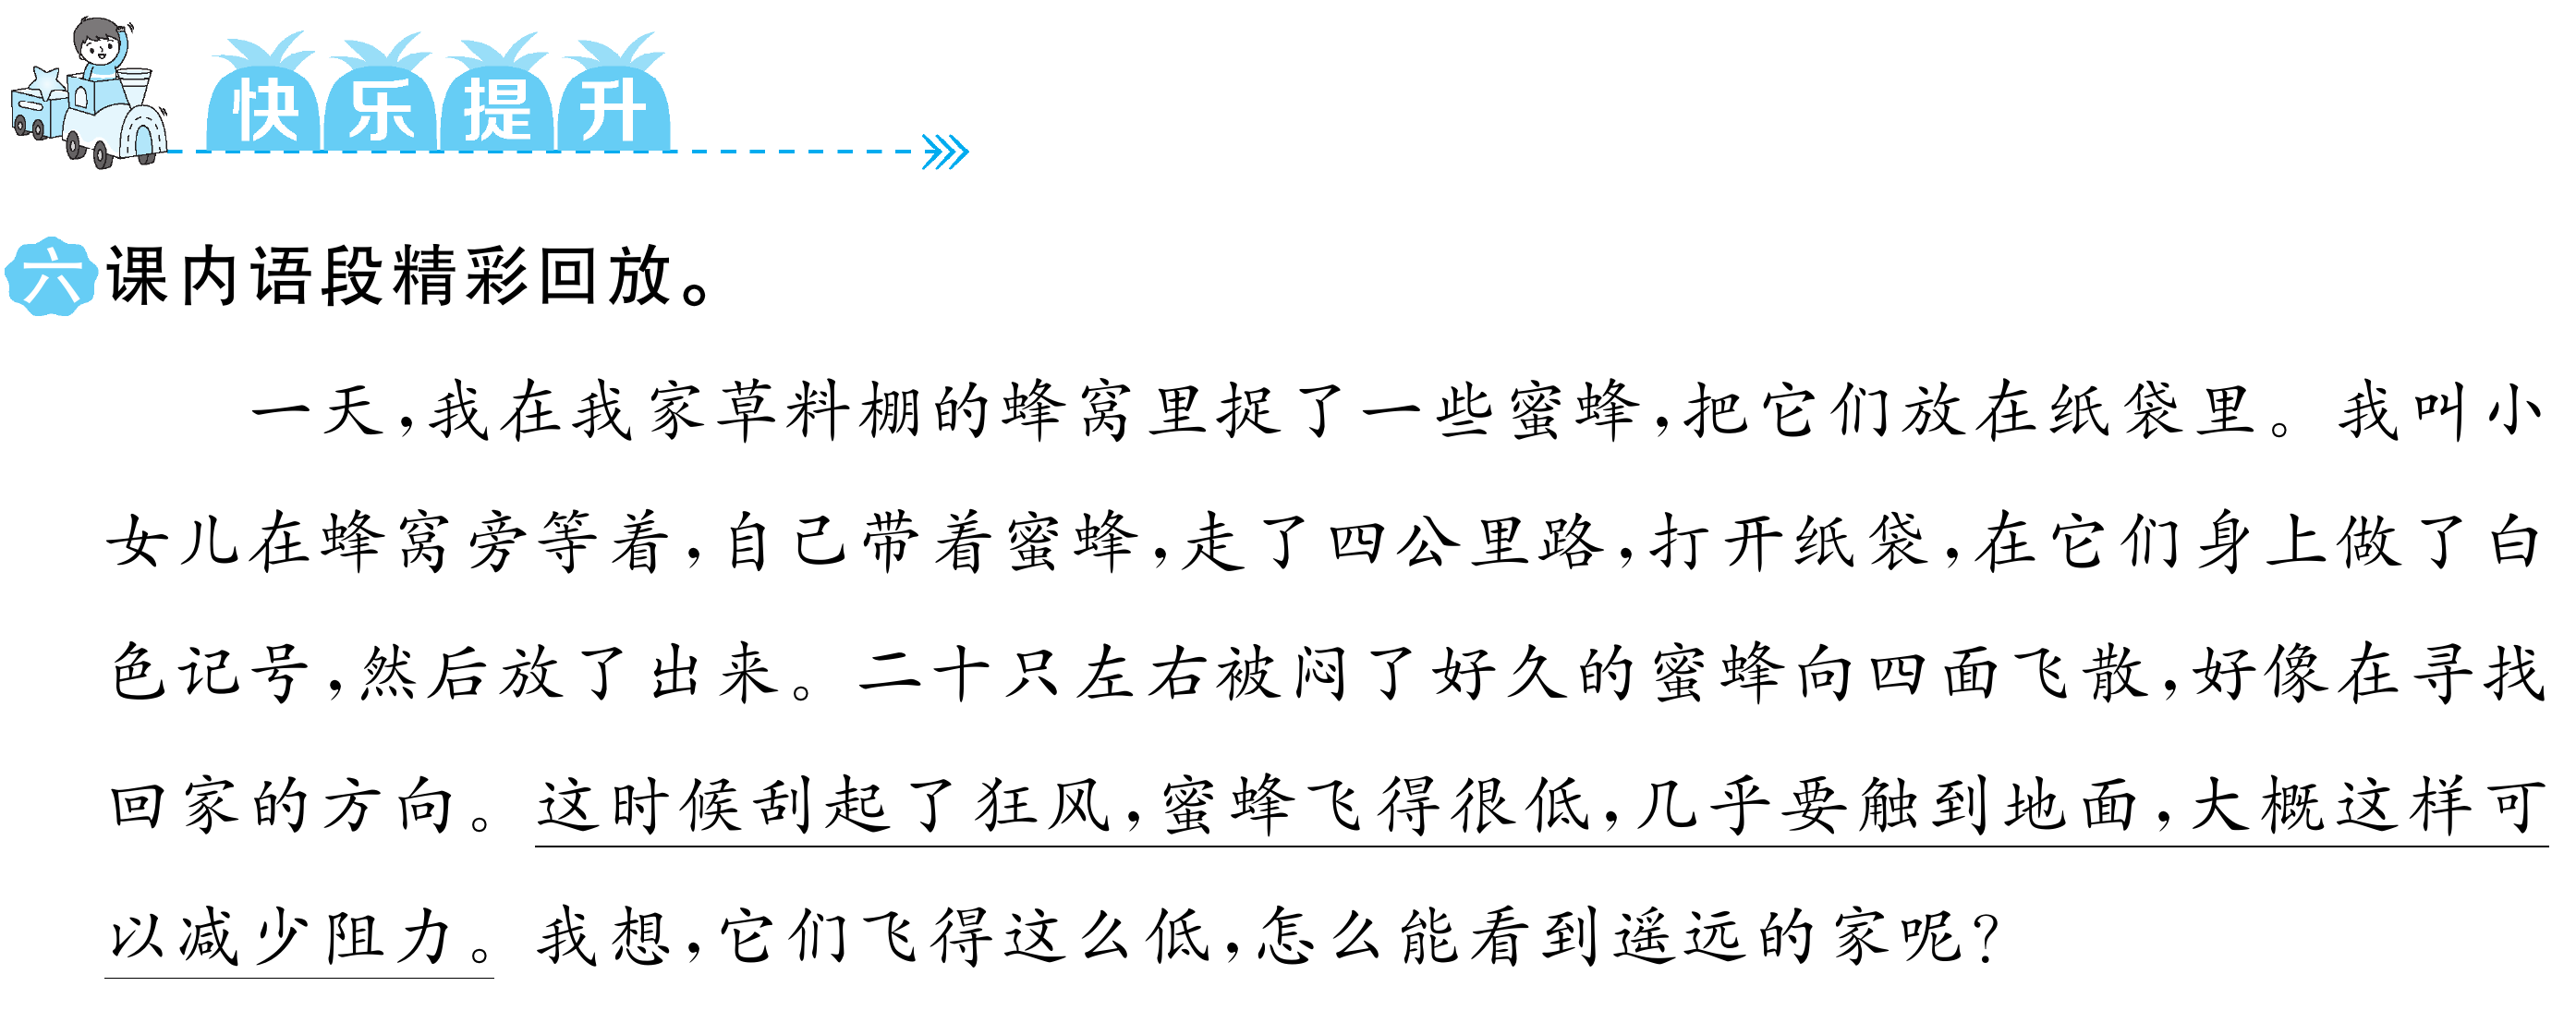 快乐提升
六 课内语段精彩回放。
一天,我在我家草料棚的蜂窝里捉了一些蜜蜂,把它们放在纸袋里。我叫小
女儿在蜂窝旁等着,自己带着蜜蜂,走了四公里路,打开纸袋,在它们身上做了白
色记号,然后放了出来。二十只左右被闷了好久的蜜蜂向四面飞散,好像在寻找
回家的方向。这时候刮起了狂风,蜜蜂飞得很低,几乎要触到地面,大概这样可
以减少阻力。我想,它们飞得这么低,怎么能看到遥远的家呢?